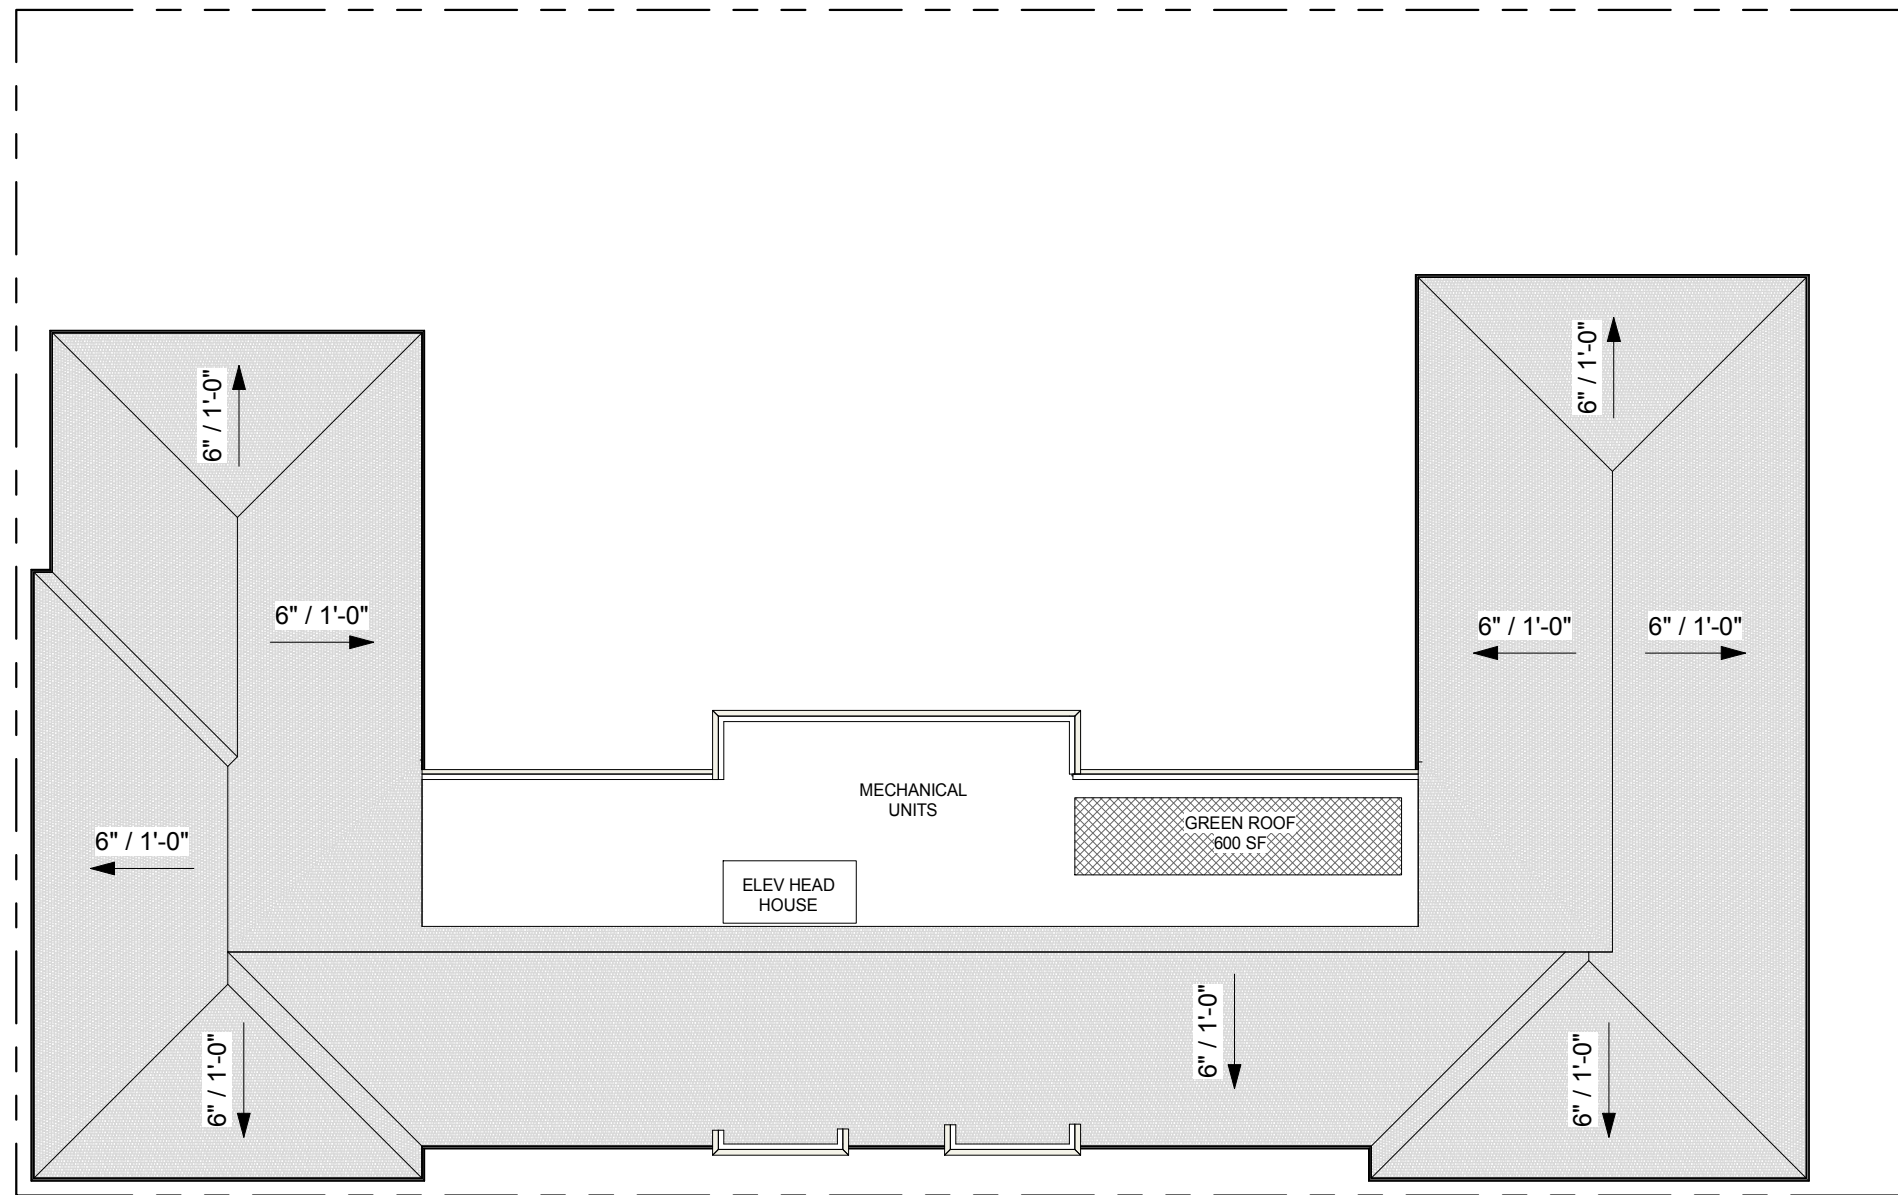 6" / 1'-0"
6" / 1'-0"
6" / 1'-0"
6" / 1'-0"
6" / 1'-0"
MECHANICAL
UNITS
GREEN ROOF
600 SF
6" / 1'-0"
ELEV HEAD
HOUSE
6" / 1'-0"
6" / 1'-0"
6" / 1'-0"